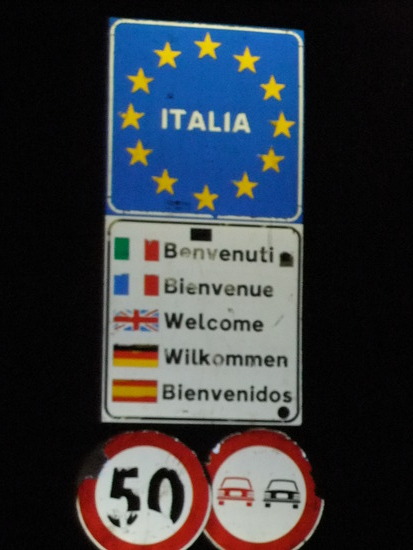 ITALIA
Benvenuti
Bienvenue
Welcome
Wilkommen
Bienvenidos
50